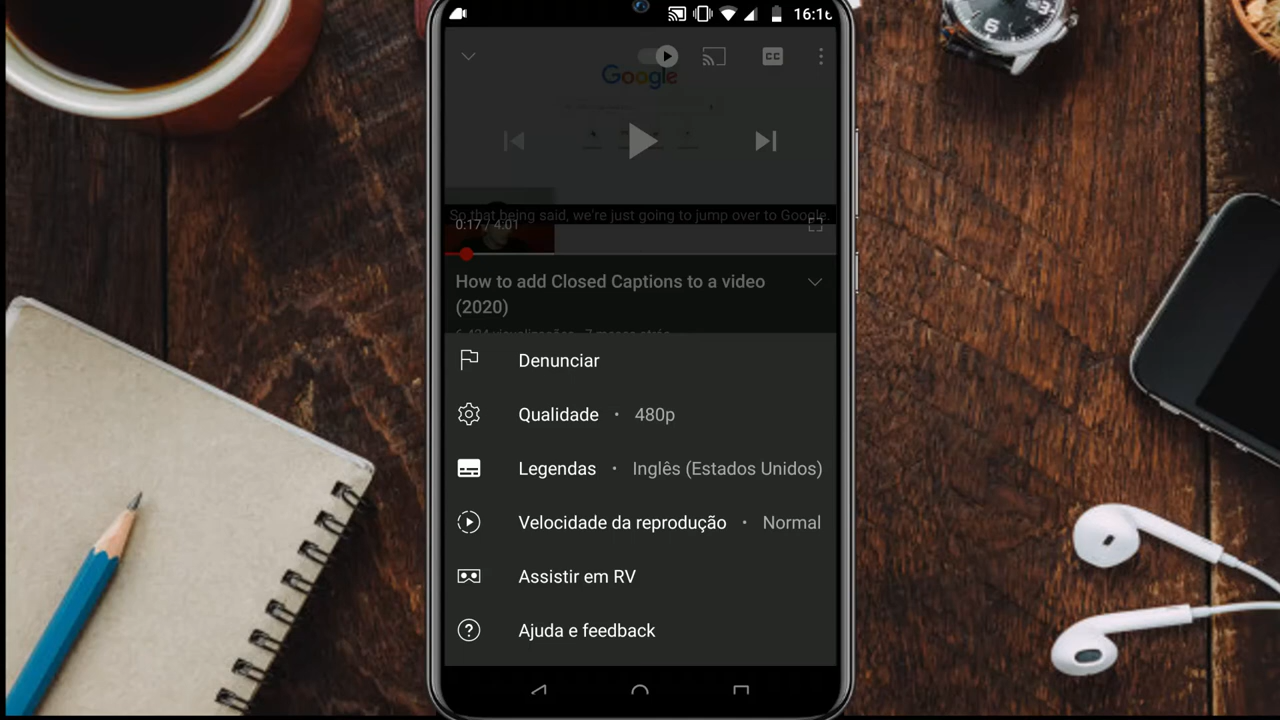 16:16
CC
Google
So that being said, we're just going to jump over to Google.
0:17 / 4:01
How to add Closed Captions to a video
(2020)
Denunciar
Qualidade · 480p
Legendas · Inglês (Estados Unidos)
Velocidade da reprodução · Normal
Assistir em RV
Ajuda e feedback